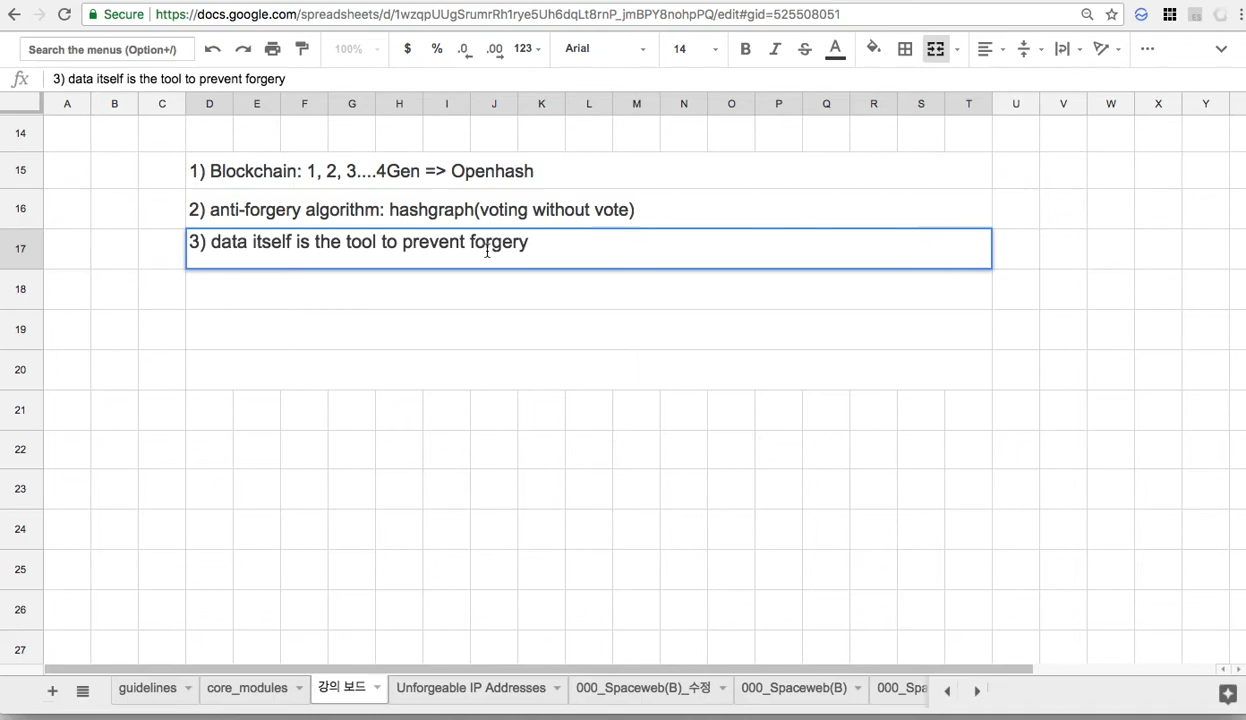 Secure
https://docs.google.com/spreadsheets/d/1wzqpUUgSrumrRh1rye5Uh6dqLt8rnP_jmBPY8nohpPQ/edit#gid=525508051
Search the menus (Option+/)
100%
$
%
.0
.00
123
Arial
14
B
I
S
A
fx
3) data itself is the tool to prevent forgery
A B C D E F G H I J K L M N O P Q R S T U V W X Y
14
15
1) Blockchain: 1, 2, 3....4Gen => Openhash
16
2) anti-forgery algorithm: hashgraph(voting without vote)
17
3) data itself is the tool to prevent forgery
18
19
20
21
22
23
24
25
26
27
guidelines
core_modules
강의 보드
Unforgeable IP Addresses
000_Spaceweb(B)_수정
000_Spaceweb(B)
000_Spa